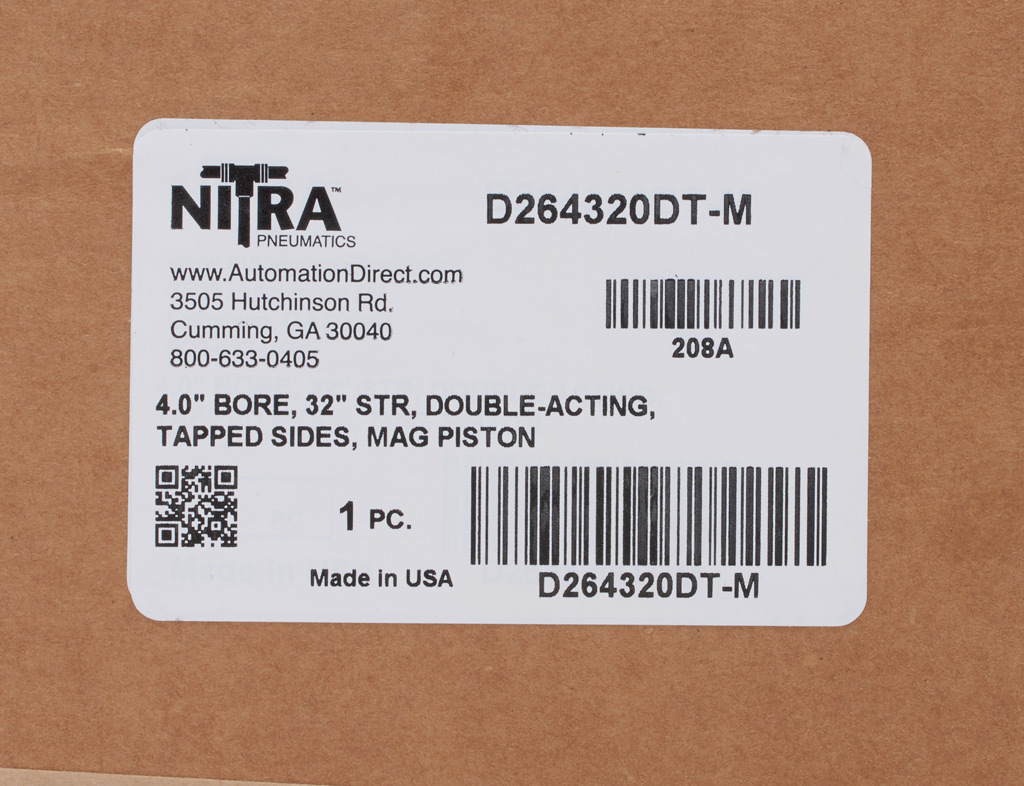 NITRA™
PNEUMATICS
D264320DT-M
www.AutomationDirect.com
3505 Hutchinson Rd.
Cumming, GA 30040
800-633-0405
208A
4.0" BORE, 32" STR, DOUBLE-ACTING,
TAPPED SIDES, MAG PISTON
1 PC.
Made in USA
D264320DT-M